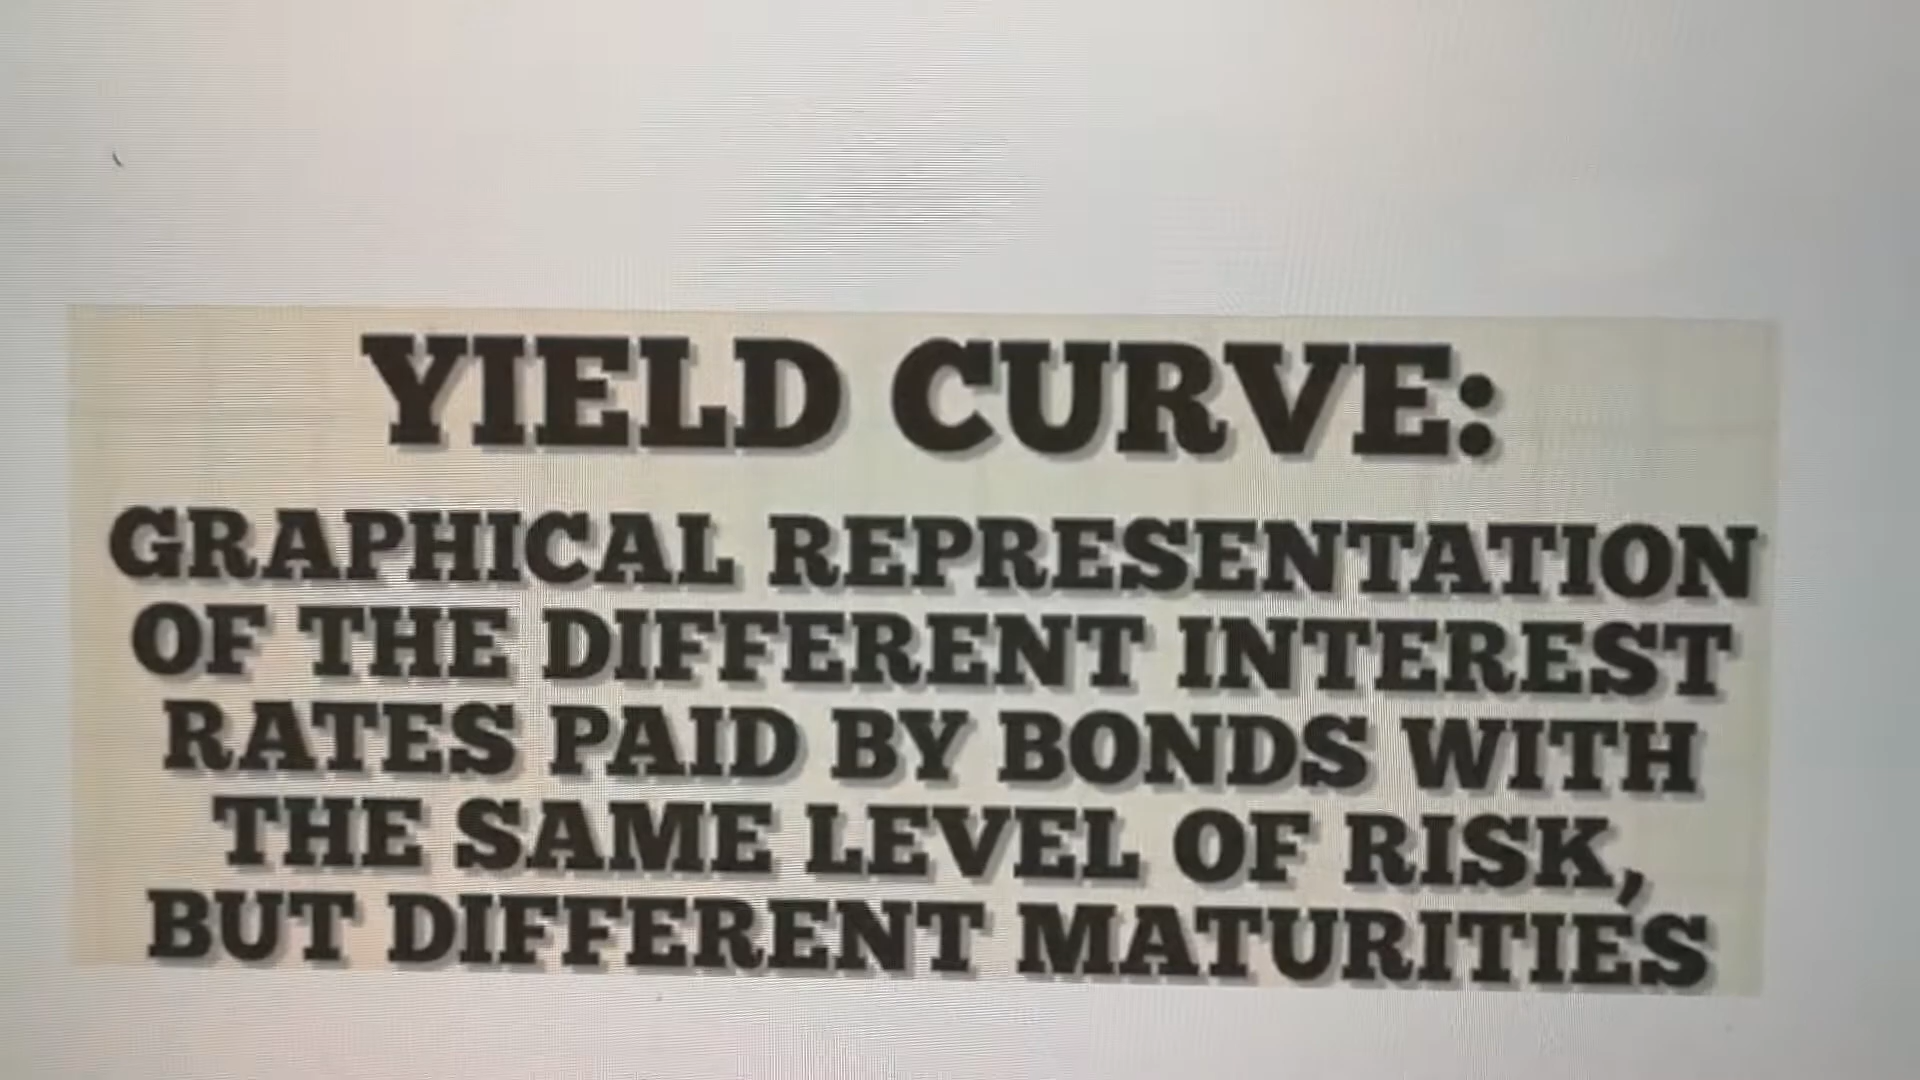 YIELD CURVE:
GRAPHICAL REPRESENTATION
OF THE DIFFERENT INTEREST
RATES PAID BY BONDS WITH
THE SAME LEVEL OF RISK,
BUT DIFFERENT MATURITIES